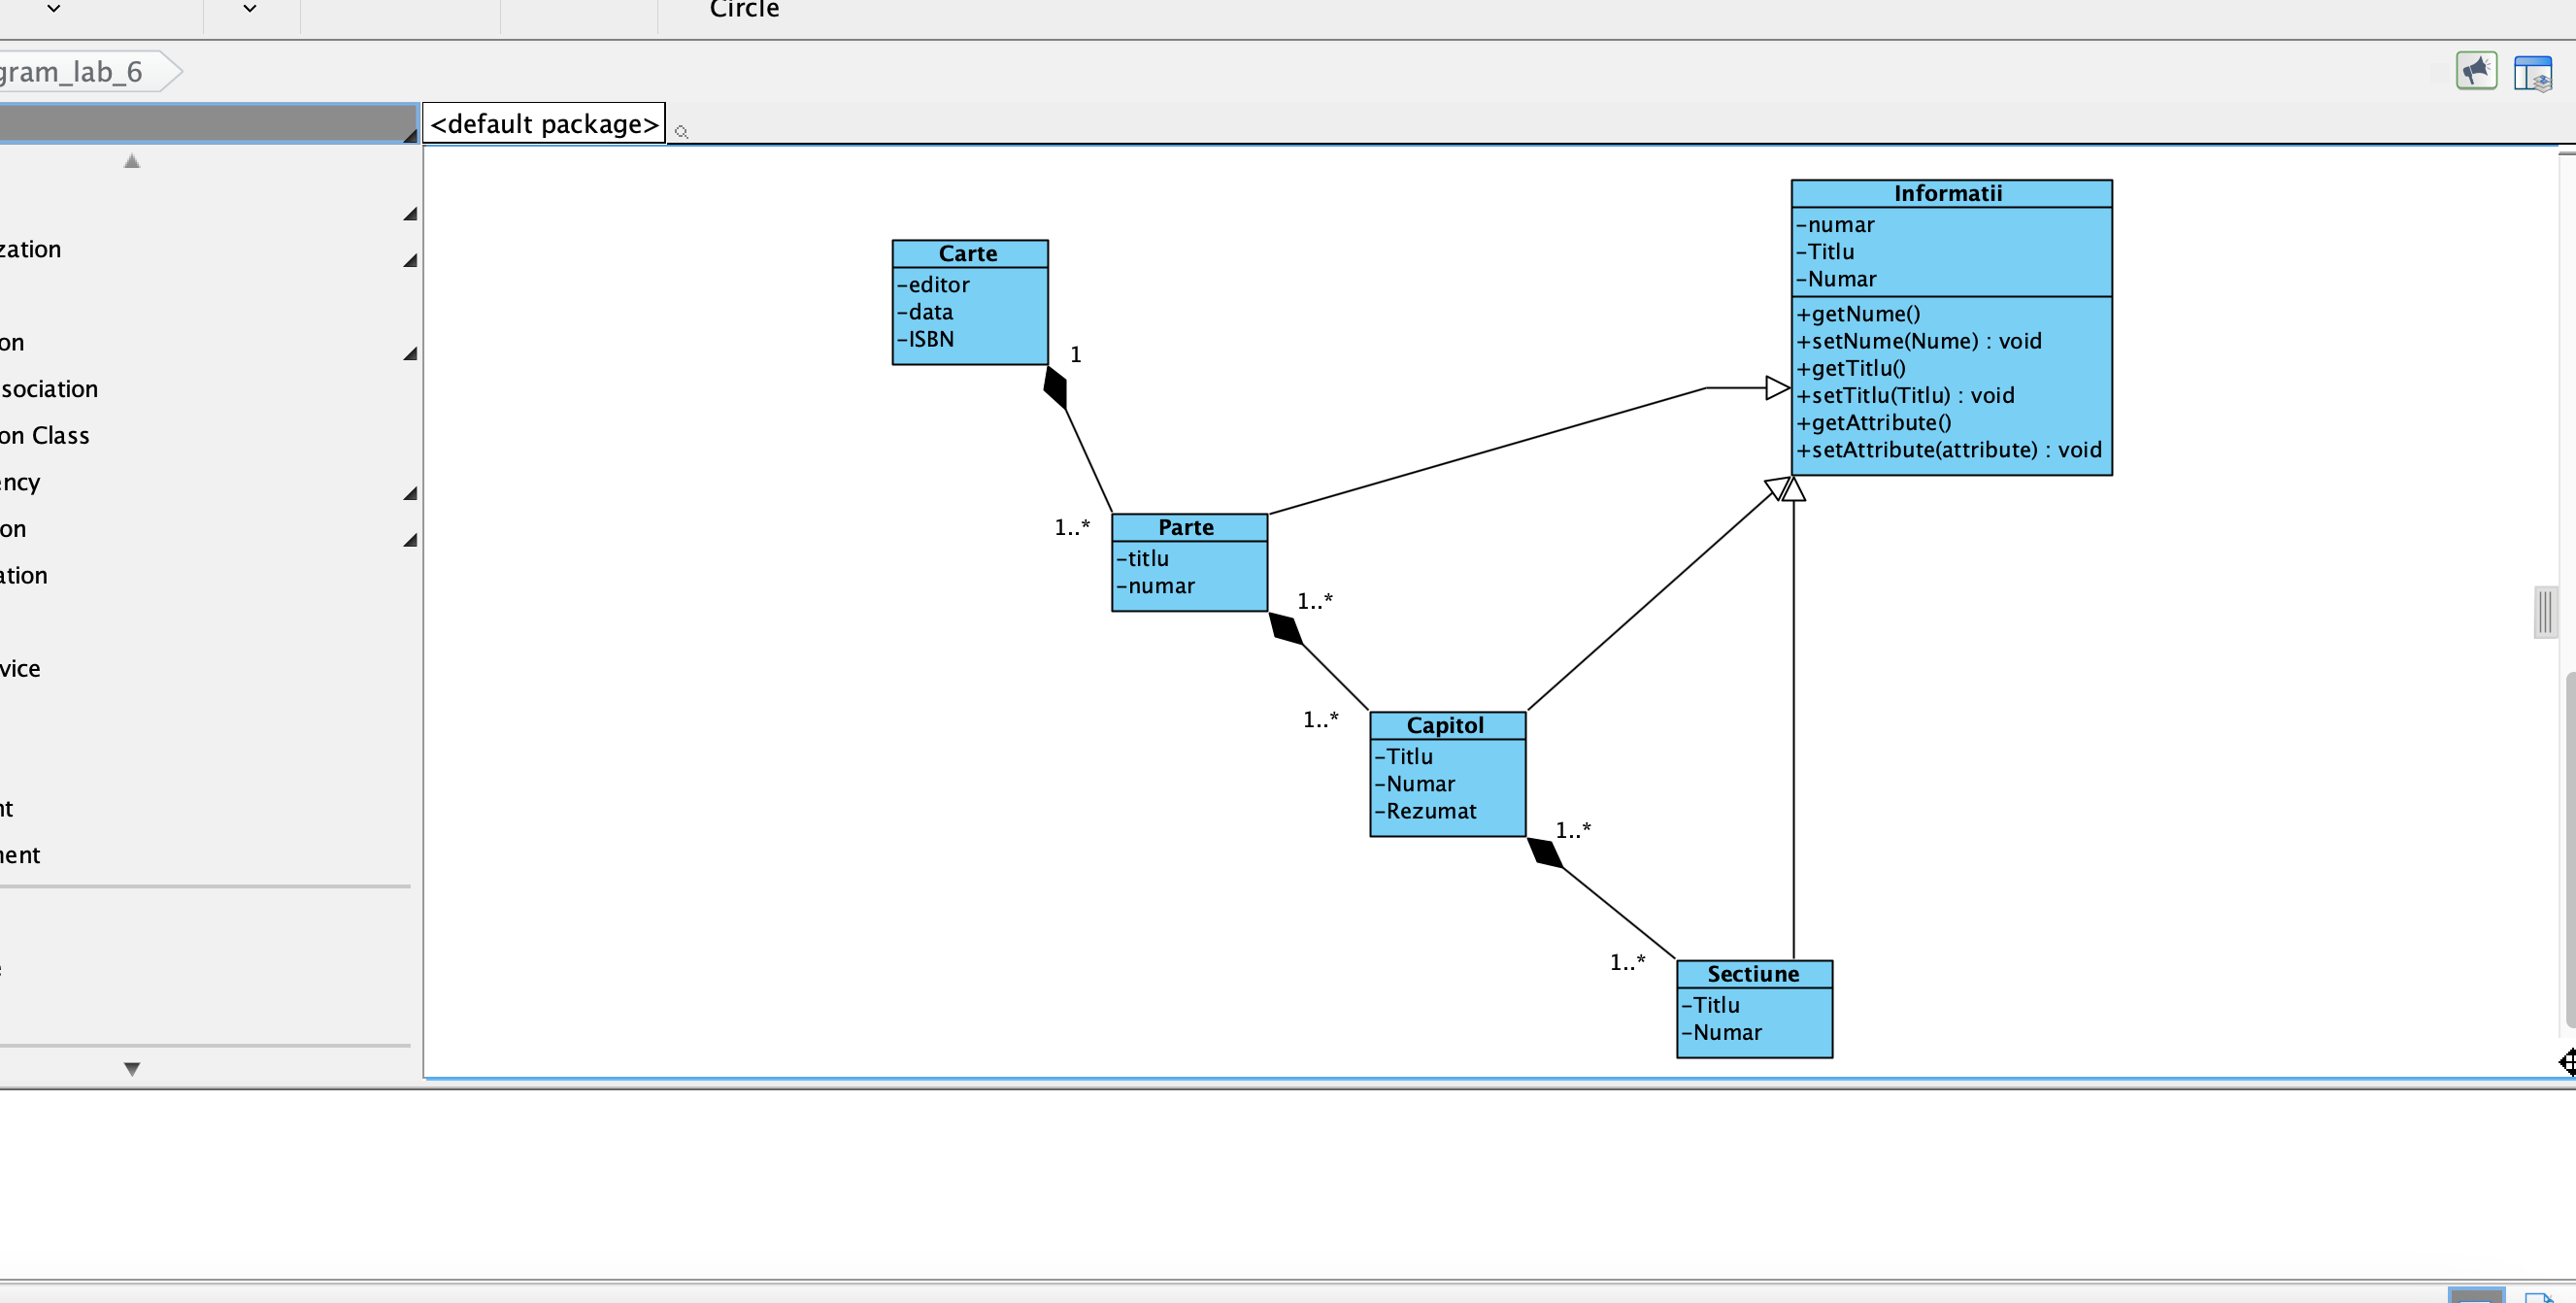 Circle
gram_lab_6
<default package>
zation
on
sociation
on Class
ency
on
ation
vice
nt
nent
e
Carte
-editor
-data
-ISBN
1
1..*
Parte
-titlu
-numar
1..*
1..*
Capitol
-Titlu
-Numar
-Rezumat
1..*
1..*
Sectiune
-Titlu
-Numar
Informatii
-numar
-Titlu
-Numar
+getNume()
+setNume(Nume) : void
+getTitlu()
+setTitlu(Titlu) : void
+getAttribute()
+setAttribute(attribute) : void